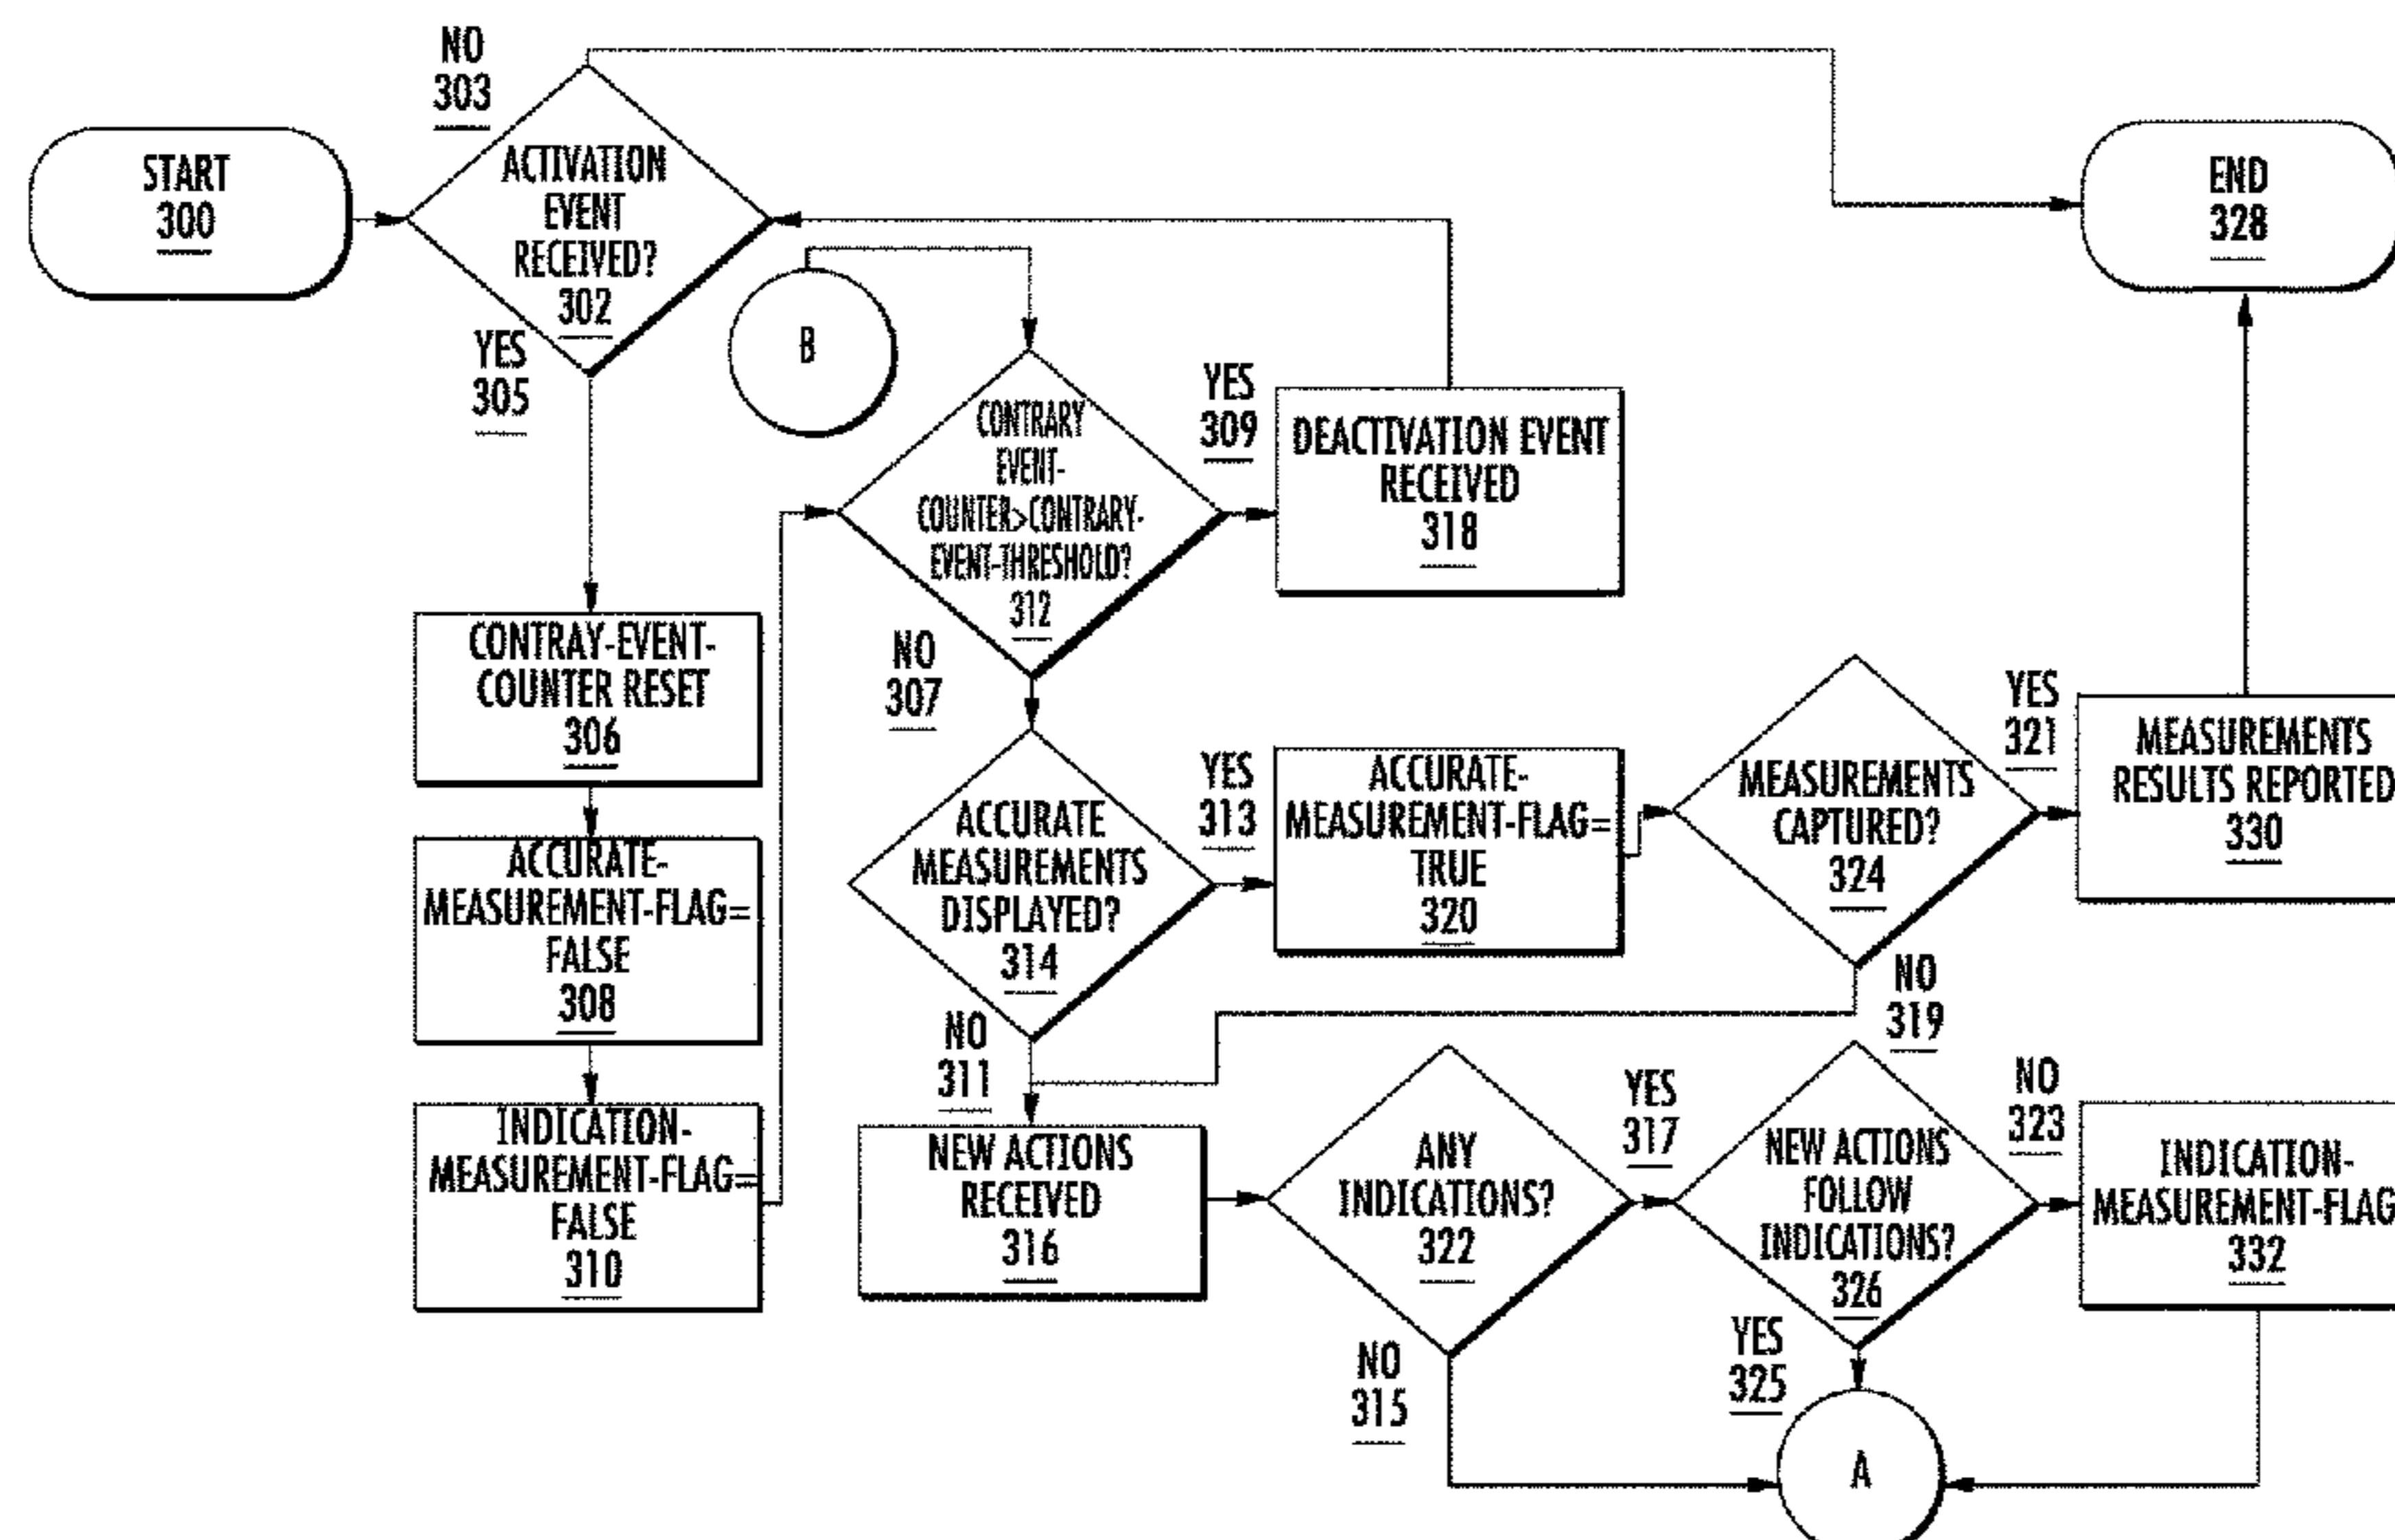 NO
303
START
300
ACTIVATION
EVENT
RECEIVED?
302
END
328
YES
305
B
CONTRARY
EVENT-
COUNTER>CONTRARY-
EVENT-THRESHOLD?
312
YES
309
DEACTIVATION EVENT
RECEIVED
318
CONTRAY-EVENT-
COUNTER RESET
306
NO
307
ACCURATE-
MEASUREMENT-FLAG=
FALSE
308
ACCURATE
MEASUREMENTS
DISPLAYED?
314
YES
313
ACCURATE-
MEASUREMENT-FLAG=
TRUE
320
MEASUREMENTS
CAPTURED?
324
YES
321
MEASUREMENTS
RESULTS REPORTED
330
NO
311
NO
319
INDICATION-
MEASUREMENT-FLAG=
FALSE
310
NEW ACTIONS
RECEIVED
316
ANY
INDICATIONS?
322
YES
317
NEW ACTIONS
FOLLOW
INDICATIONS?
326
NO
323
INDICATION-
MEASUREMENT-FLAG
332
NO
315
YES
325
A